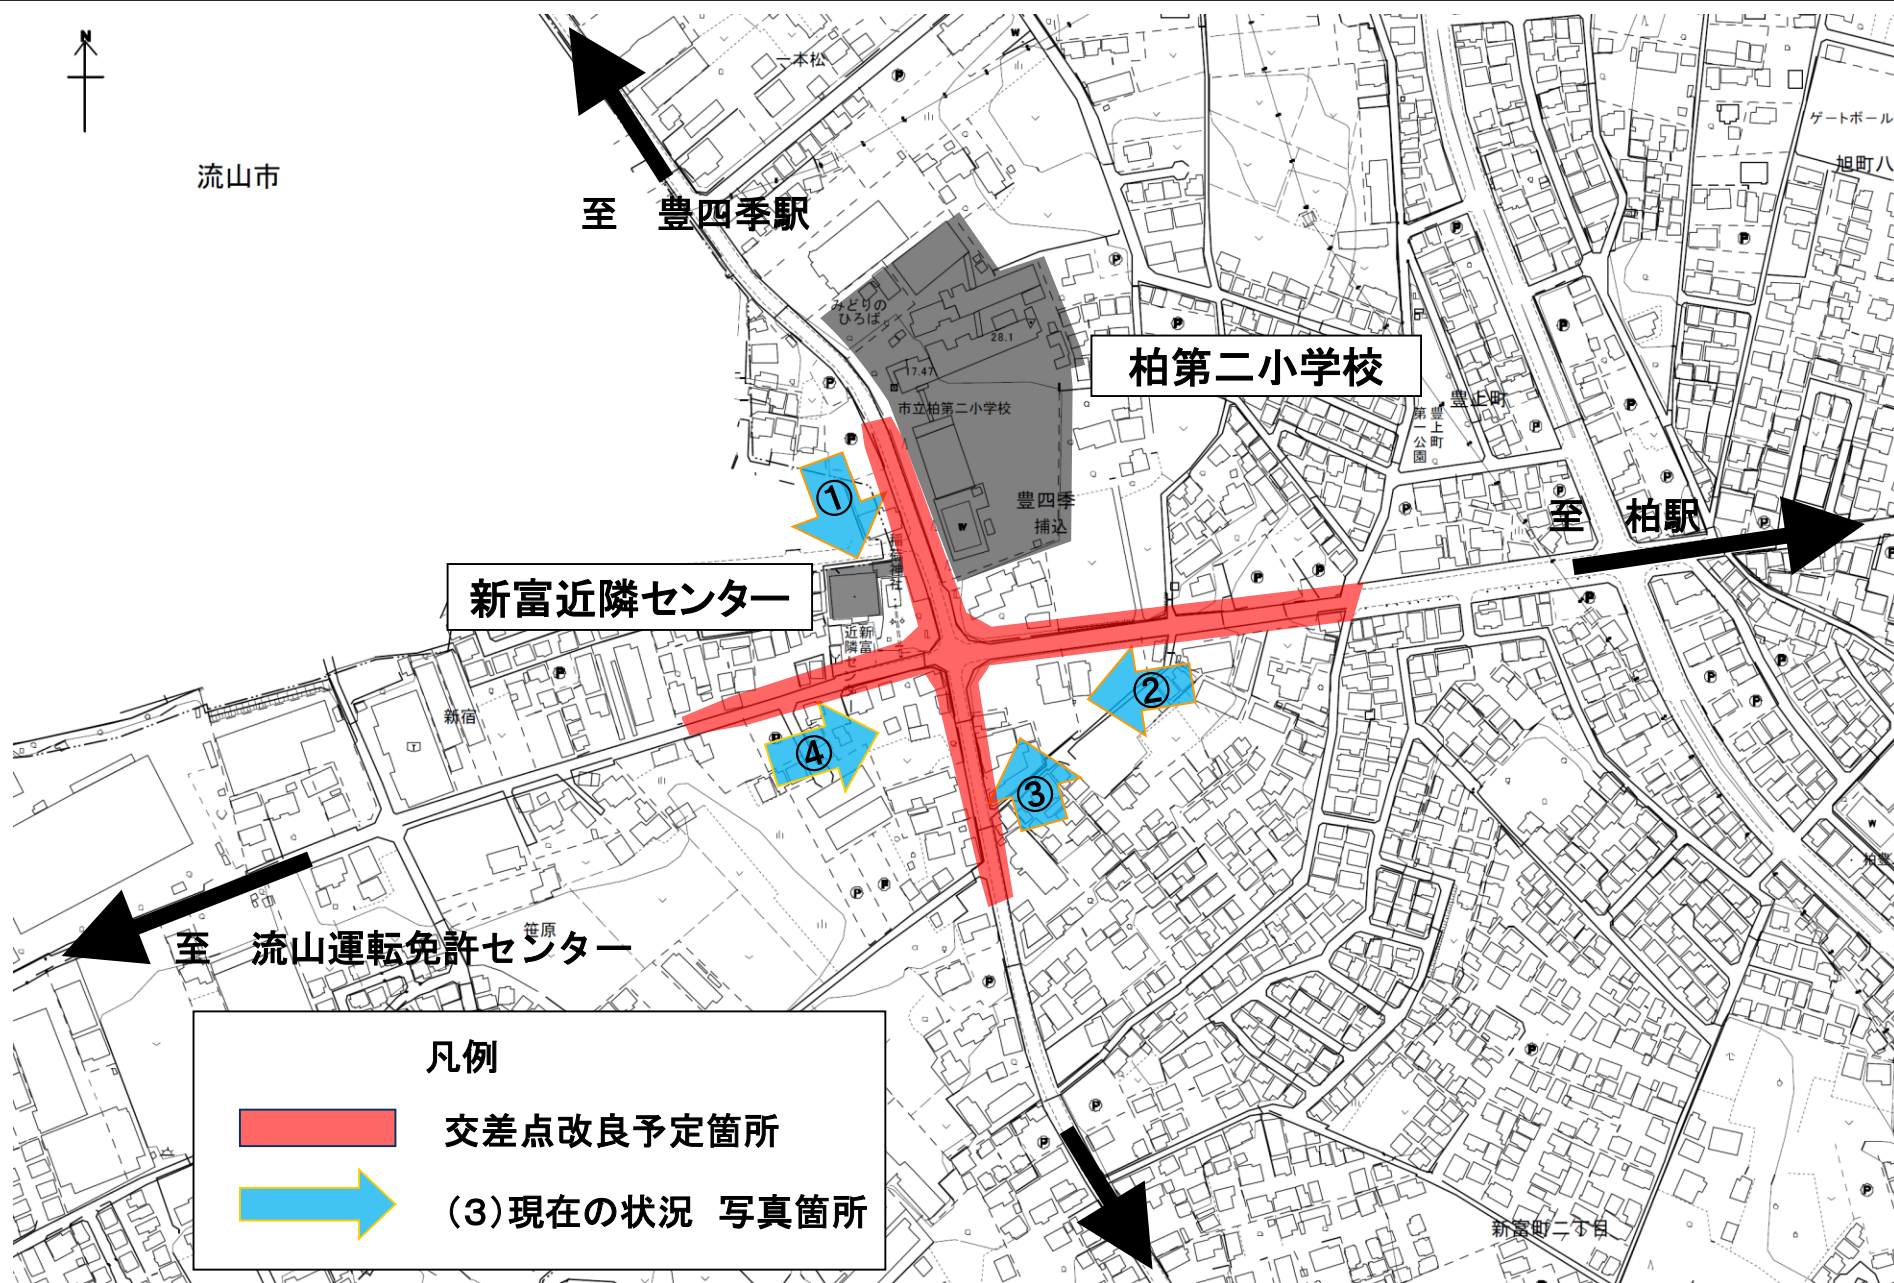 N
一本松
W
ゲートボール
旭町八
流山市
至 豊四季駅
みどりの
ひろば
28.1
17.47
柏第二小学校
市立柏第二小学校
豊上町
豊上町
第一公園
豊四季
捕込
W
至 柏駅
稲荷神社
新富近隣センター
新富
近隣セン
②
①
③
④
新宿
W
笹原
至 流山運転免許センター
凡例
交差点改良予定箇所
(3)現在の状況 写真箇所
新富町二丁目